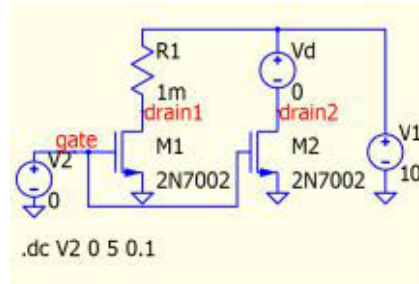 R1
1m
drain1
Vd
0
drain2
gate
V2
0
M1
2N7002
M2
2N7002
V1
10
.dc V2 0 5 0.1